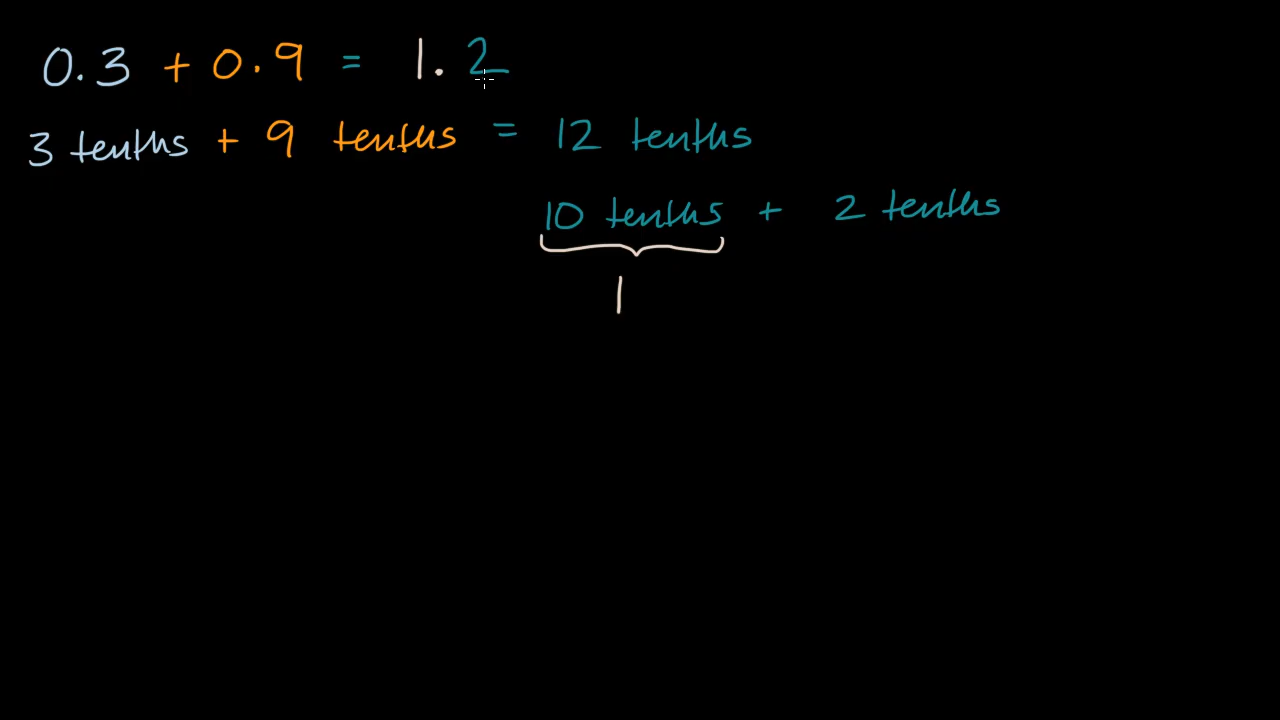 0.3 + 0.9 = 1.2
3 tenths + 9 tenths = 12 tenths
10 tenths + 2 tenths
1